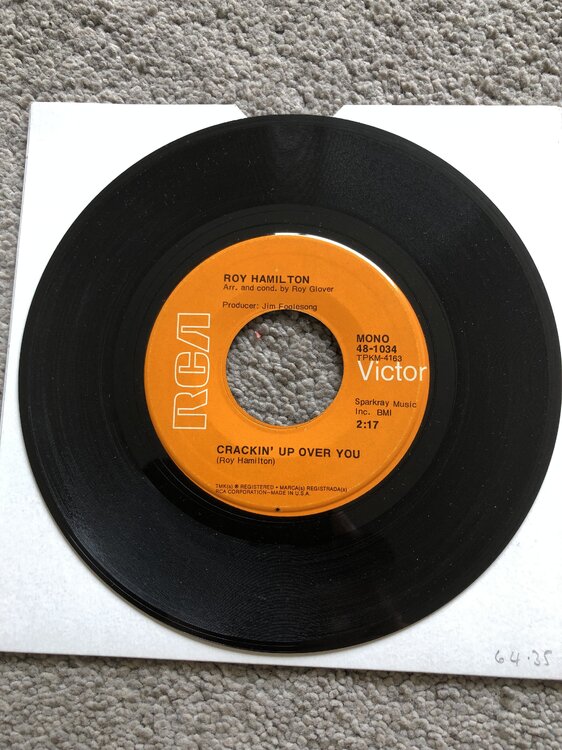 ROY HAMILTON
Arr. and cond. by Roy Glover
Producer: Jim Foglesong
RCA
MONO
48-1034
TPKM-4163
Victor
Sparkray Music
Inc. BMI
2:17
CRACKIN' UP OVER YOU
(Roy Hamilton)
TMK(s) ® REGISTERED • MARCA(s) REGISTRADA(s)
RCA CORPORATION—MADE IN U.S.A.
64.35